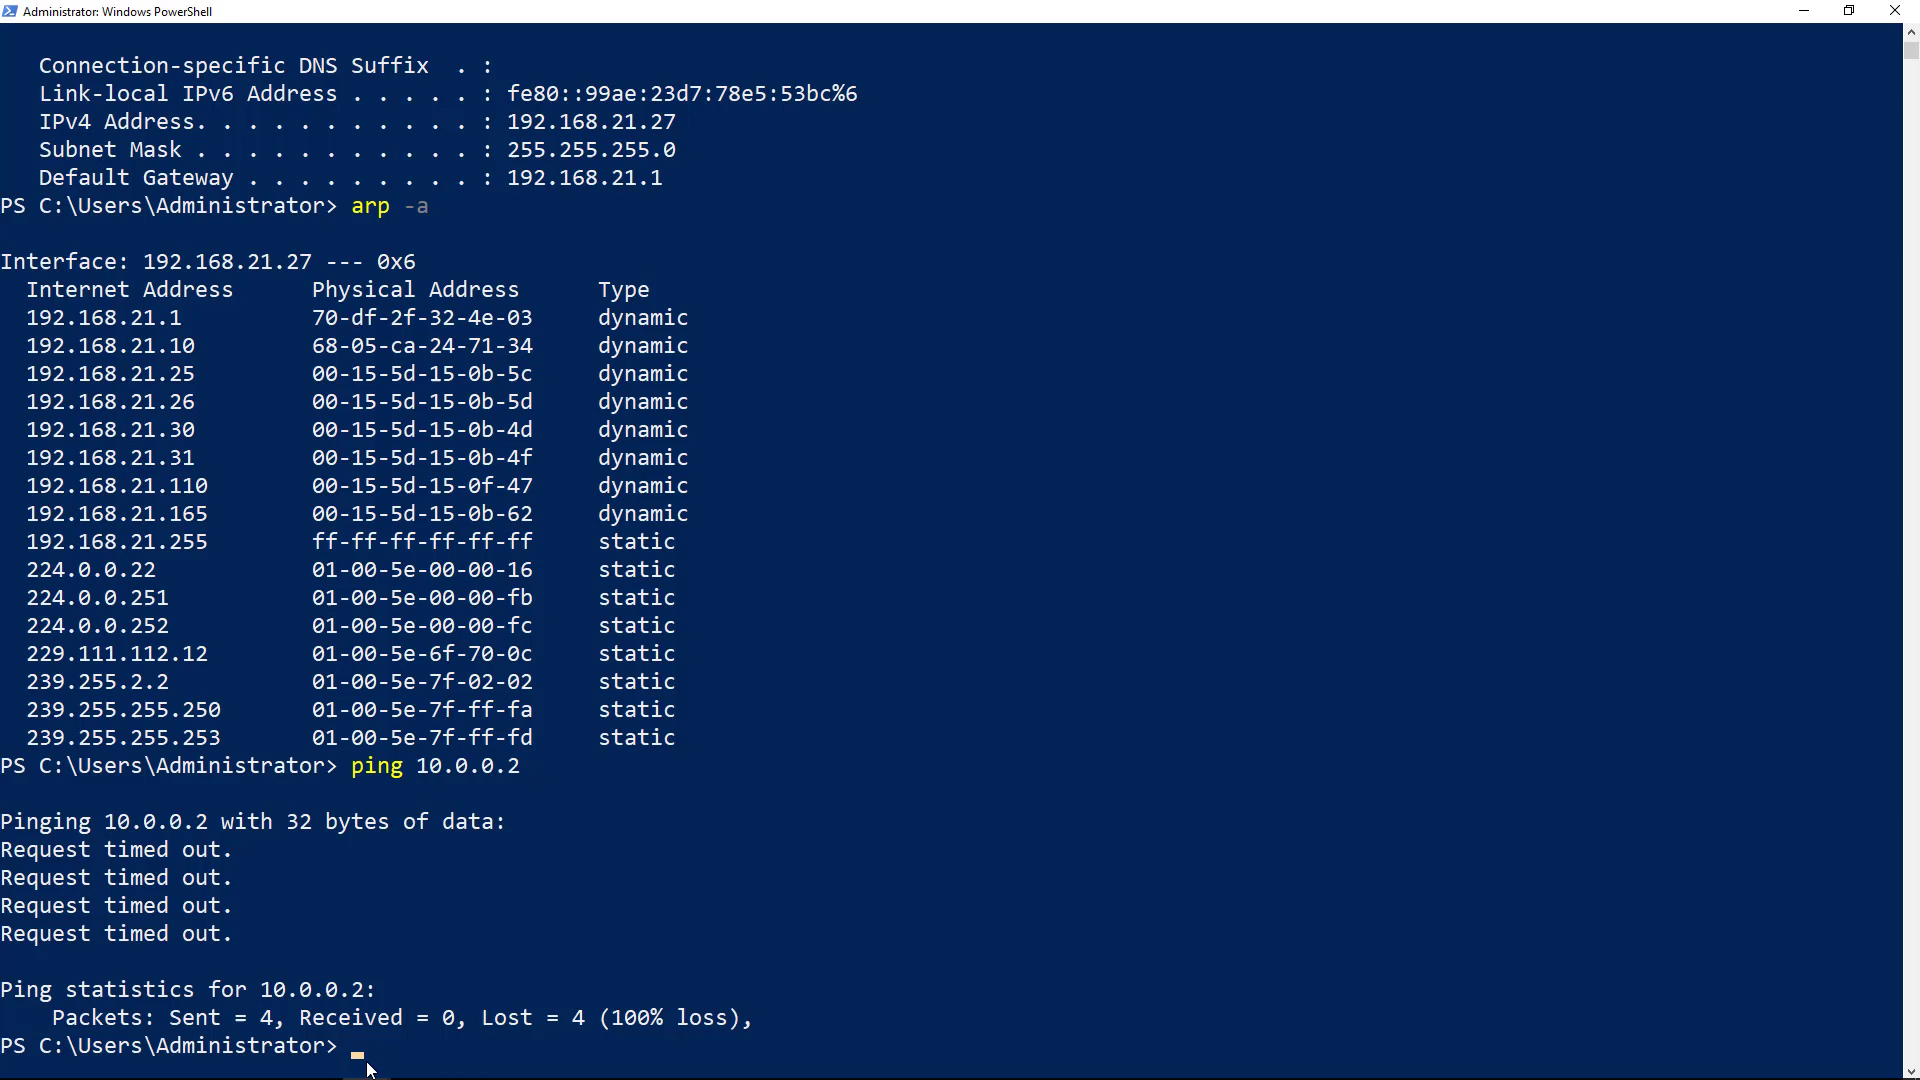 Administrator: Windows PowerShell
   Connection-specific DNS Suffix  . :
   Link-local IPv6 Address . . . . . : fe80::99ae:23d7:78e5:53bc%6
   IPv4 Address. . . . . . . . . . . : 192.168.21.27
   Subnet Mask . . . . . . . . . . . : 255.255.255.0
   Default Gateway . . . . . . . . . : 192.168.21.1
PS C:\Users\Administrator> arp -a
Interface: 192.168.21.27 --- 0x6
  Internet Address      Physical Address      Type
  192.168.21.1          70-df-2f-32-4e-03     dynamic
  192.168.21.10         68-05-ca-24-71-34     dynamic
  192.168.21.25         00-15-5d-15-0b-5c     dynamic
  192.168.21.26         00-15-5d-15-0b-5d     dynamic
  192.168.21.30         00-15-5d-15-0b-4d     dynamic
  192.168.21.31         00-15-5d-15-0b-4f     dynamic
  192.168.21.110        00-15-5d-15-0f-47     dynamic
  192.168.21.165        00-15-5d-15-0b-62     dynamic
  192.168.21.255        ff-ff-ff-ff-ff-ff     static
  224.0.0.22            01-00-5e-00-00-16     static
  224.0.0.251           01-00-5e-00-00-fb     static
  224.0.0.252           01-00-5e-00-00-fc     static
  229.111.112.12        01-00-5e-6f-70-0c     static
  239.255.2.2           01-00-5e-7f-02-02     static
  239.255.255.250       01-00-5e-7f-ff-fa     static
  239.255.255.253       01-00-5e-7f-ff-fd     static
PS C:\Users\Administrator> ping 10.0.0.2
Pinging 10.0.0.2 with 32 bytes of data:
Request timed out.
Request timed out.
Request timed out.
Request timed out.
Ping statistics for 10.0.0.2:
    Packets: Sent = 4, Received = 0, Lost = 4 (100% loss),
PS C:\Users\Administrator>